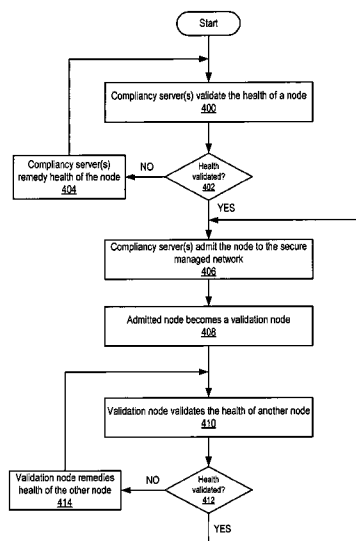 Start
Compliancy server(s) validate the health of a node
400
Compliancy server(s)
remedy health of the node
404
NO
Health
validated?
402
YES
Compliancy server(s) admit the node to the secure
managed network
406
Admitted node becomes a validation node
408
Validation node validates the health of another node
410
Validation node remedies
health of the other node
414
NO
Health
validated?
412
YES